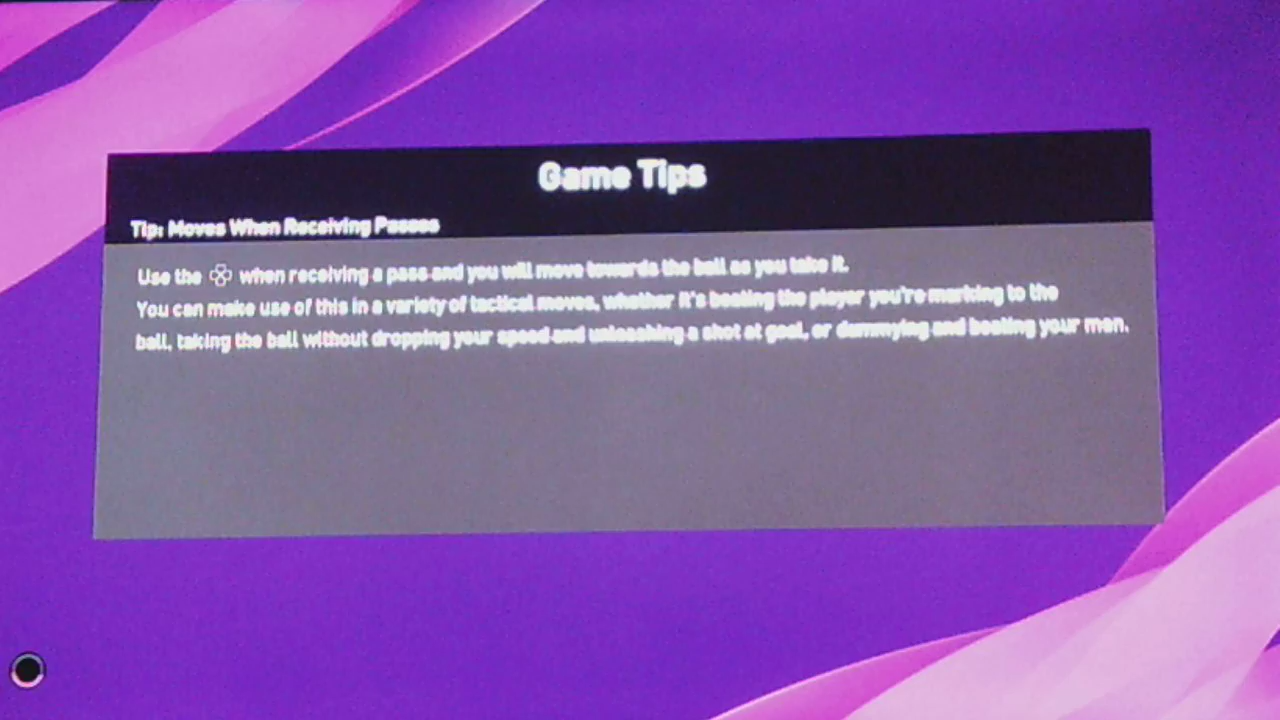 Game Tips
Tip: Moves When Receiving Passes
Use the when receiving a pass and you will move towards the ball as you take it.
You can make use of this in a variety of tactical moves, whether it's beating the player you're marking to the
ball, taking the ball without dropping your speed and unleashing a shot at goal, or dummying and beating your man.